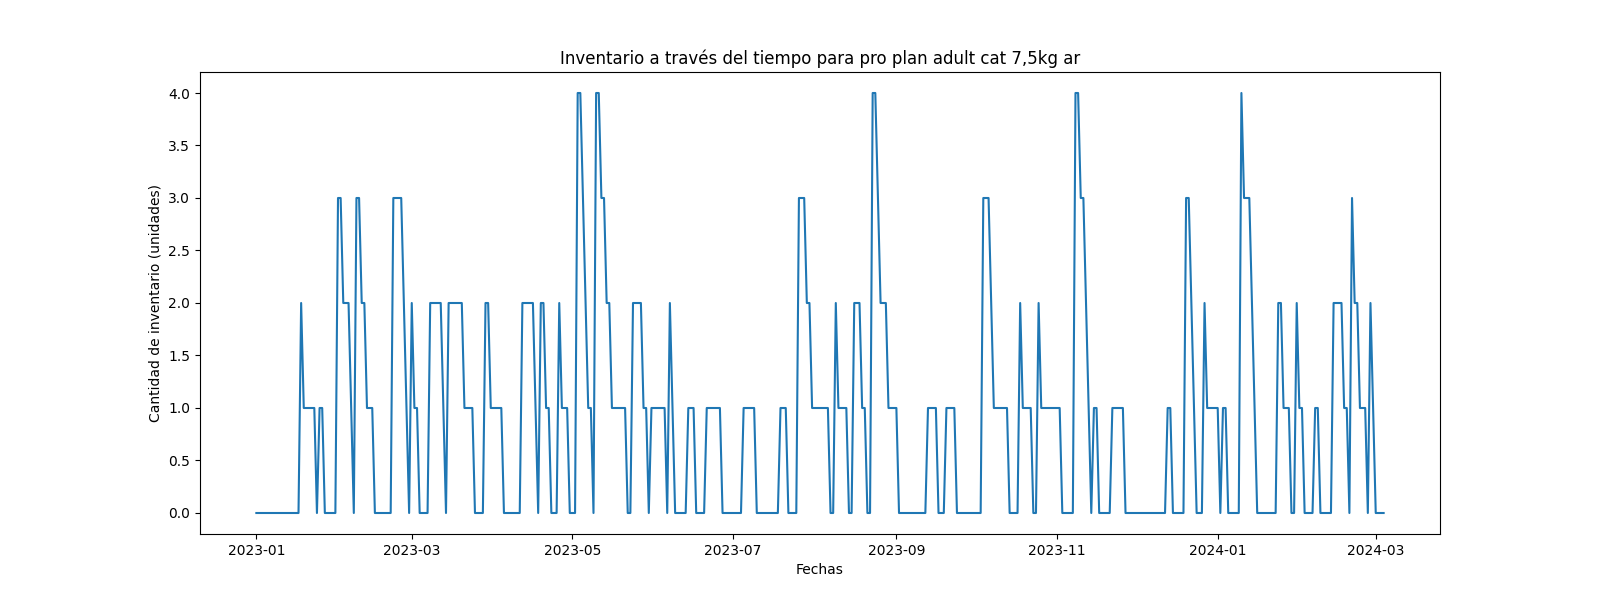 Inventario a través del tiempo para pro plan adult cat 7,5kg ar
Cantidad de inventario (unidades)
4.0
3.5
3.0
2.5
2.0
1.5
1.0
0.5
0.0
2023-01 2023-03 2023-05 2023-07 2023-09 2023-11 2024-01 2024-03
Fechas